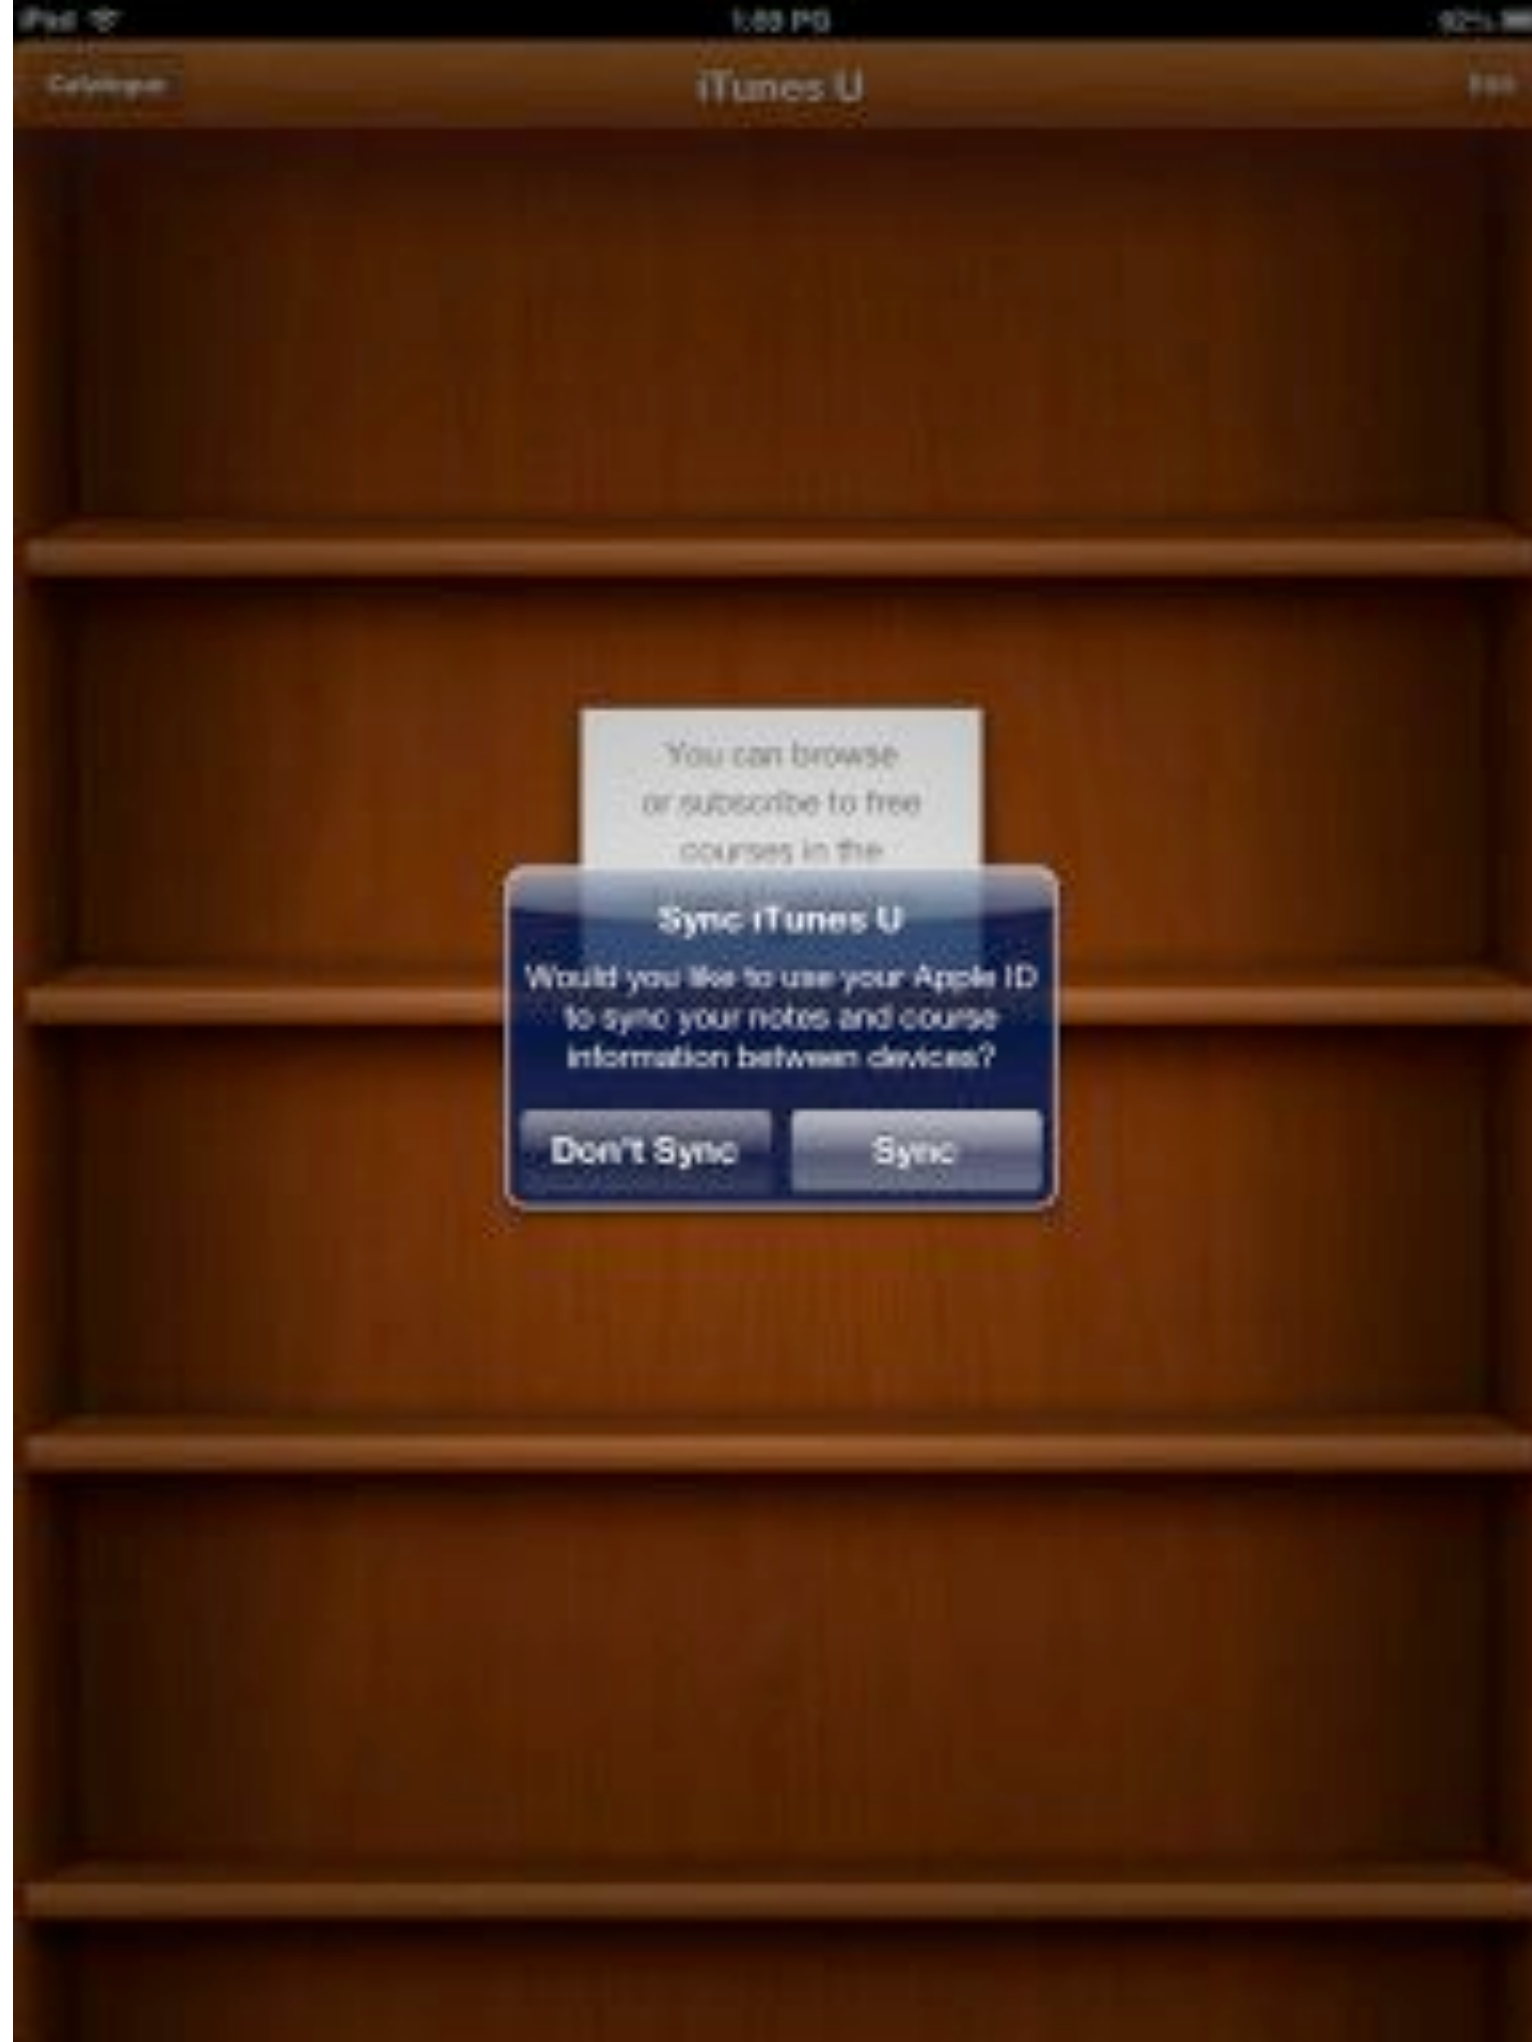 iPad
iTunes U
Catalogue
You can browse
or subscribe to free
courses in the
Sync iTunes U
Would you like to use your Apple ID
to sync your notes and course
information between devices?
Don't Sync
Sync